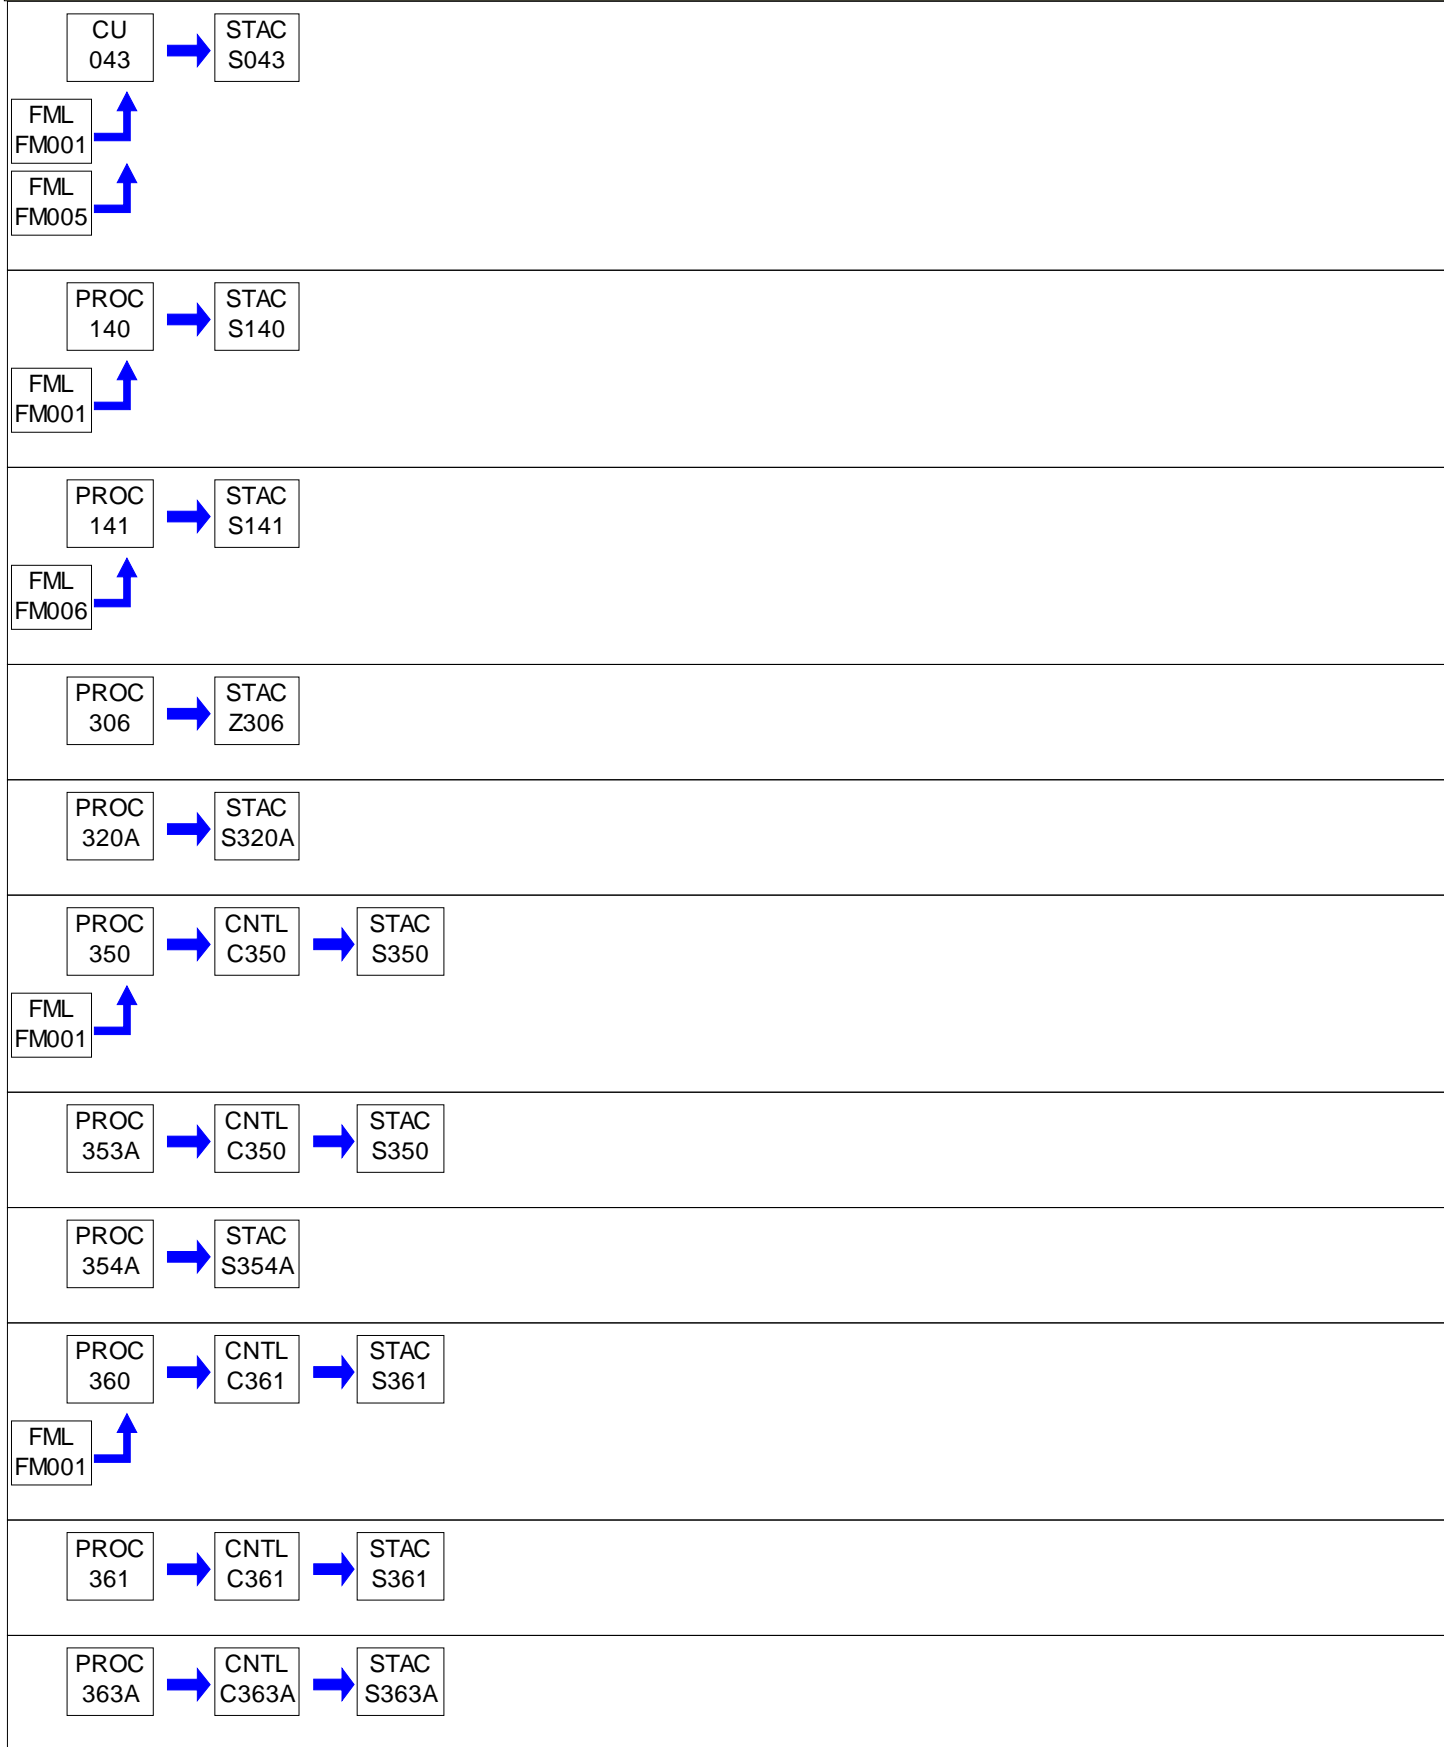 CU
043
STAC
S043
FML
FM001
FML
FM005
PROC
140
STAC
S140
FML
FM001
PROC
141
STAC
S141
FML
FM006
PROC
306
STAC
Z306
PROC
320A
STAC
S320A
PROC
350
CNTL
C350
STAC
S350
FML
FM001
PROC
353A
CNTL
C350
STAC
S350
PROC
354A
STAC
S354A
PROC
360
CNTL
C361
STAC
S361
FML
FM001
PROC
361
CNTL
C361
STAC
S361
PROC
363A
CNTL
C363A
STAC
S363A